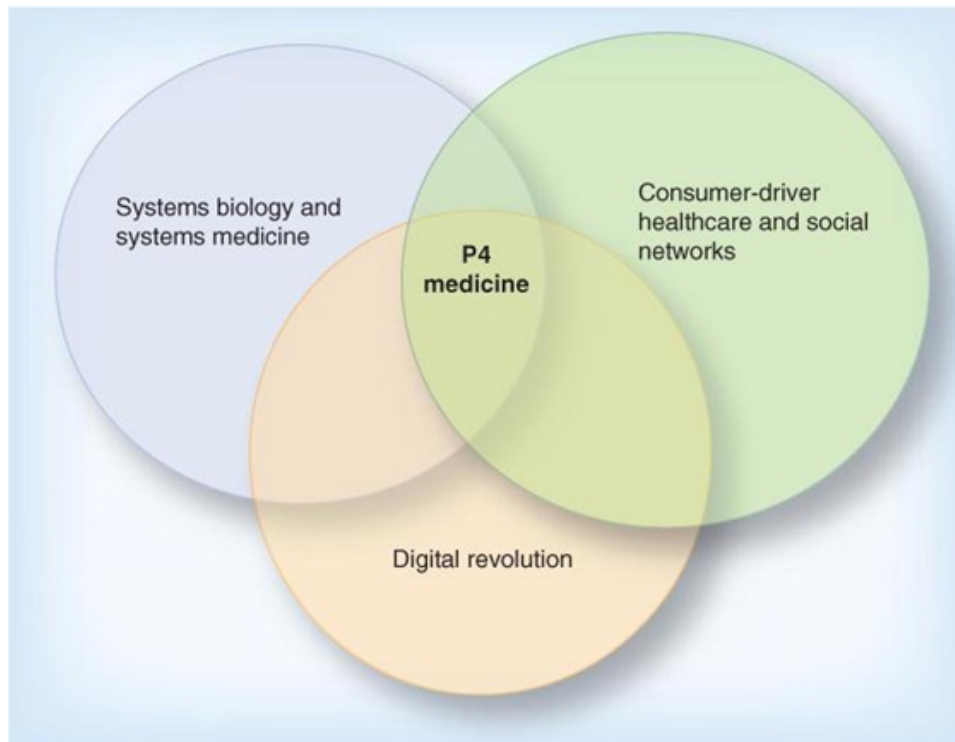 Systems biology and
systems medicine
Consumer-driver
healthcare and social
networks
P4
medicine
Digital revolution